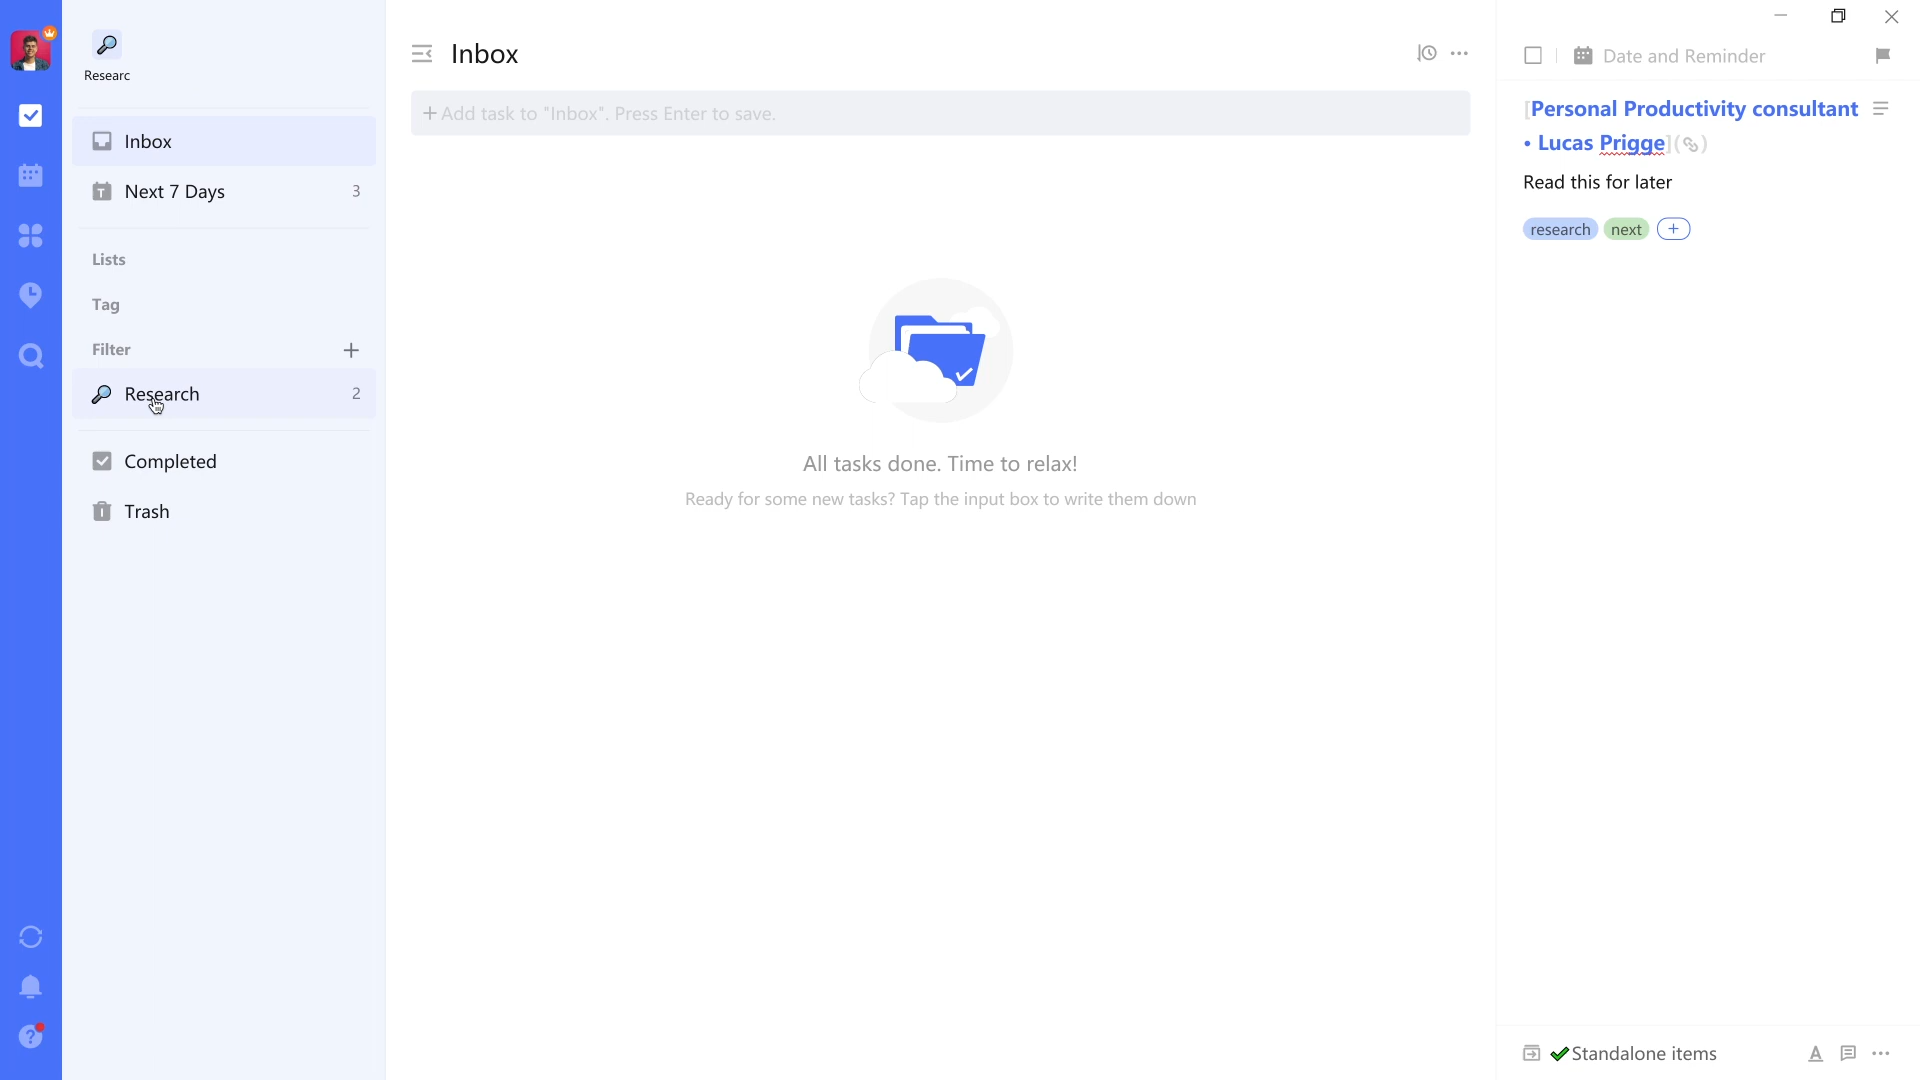 Researc
Inbox
Next 7 Days 3
Lists
Tag
Filter
Research 2
Completed
Trash
Inbox
Add task to "Inbox". Press Enter to save.
All tasks done. Time to relax!
Ready for some new tasks? Tap the input box to write them down
Date and Reminder
[Personal Productivity consultant
• Lucas Prigge]( )
Read this for later
research next +
Standalone items